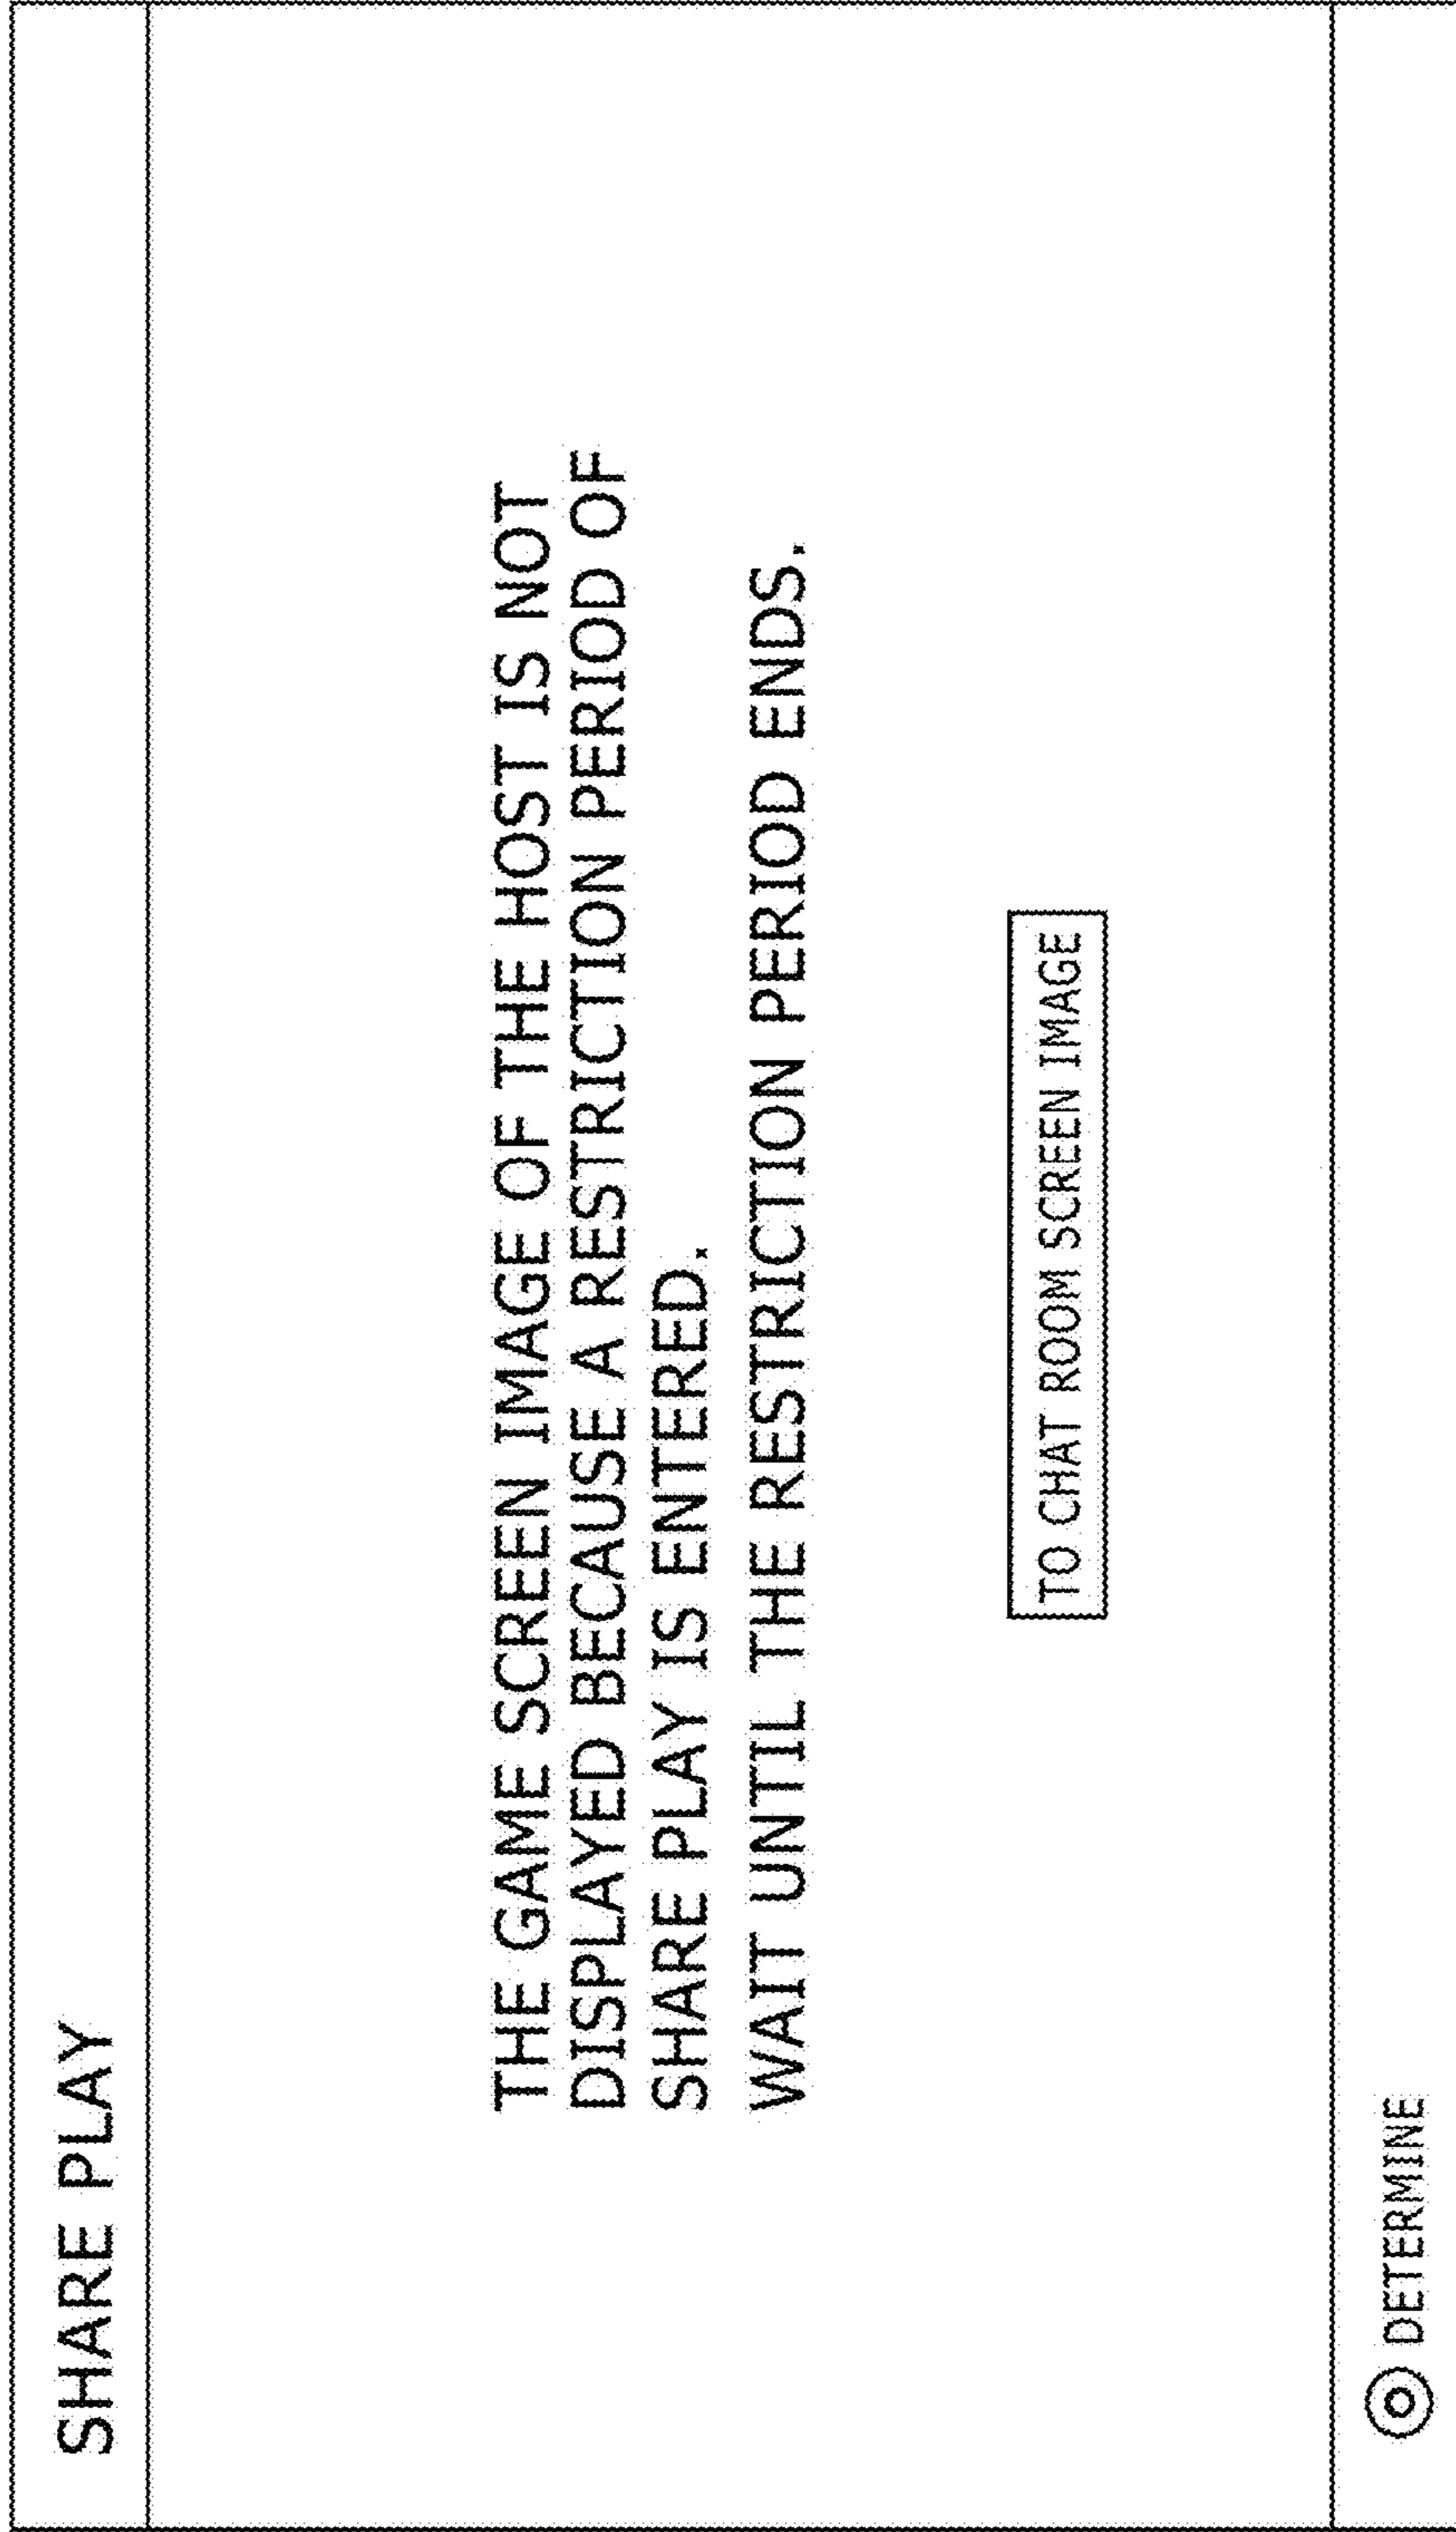 SHARE PLAY
THE GAME SCREEN IMAGE OF THE HOST IS NOT
DISPLAYED BECAUSE A RESTRICTION PERIOD OF
SHARE PLAY IS ENTERED.
WAIT UNTIL THE RESTRICTION PERIOD ENDS.
TO CHAT ROOM SCREEN IMAGE
DETERMINE